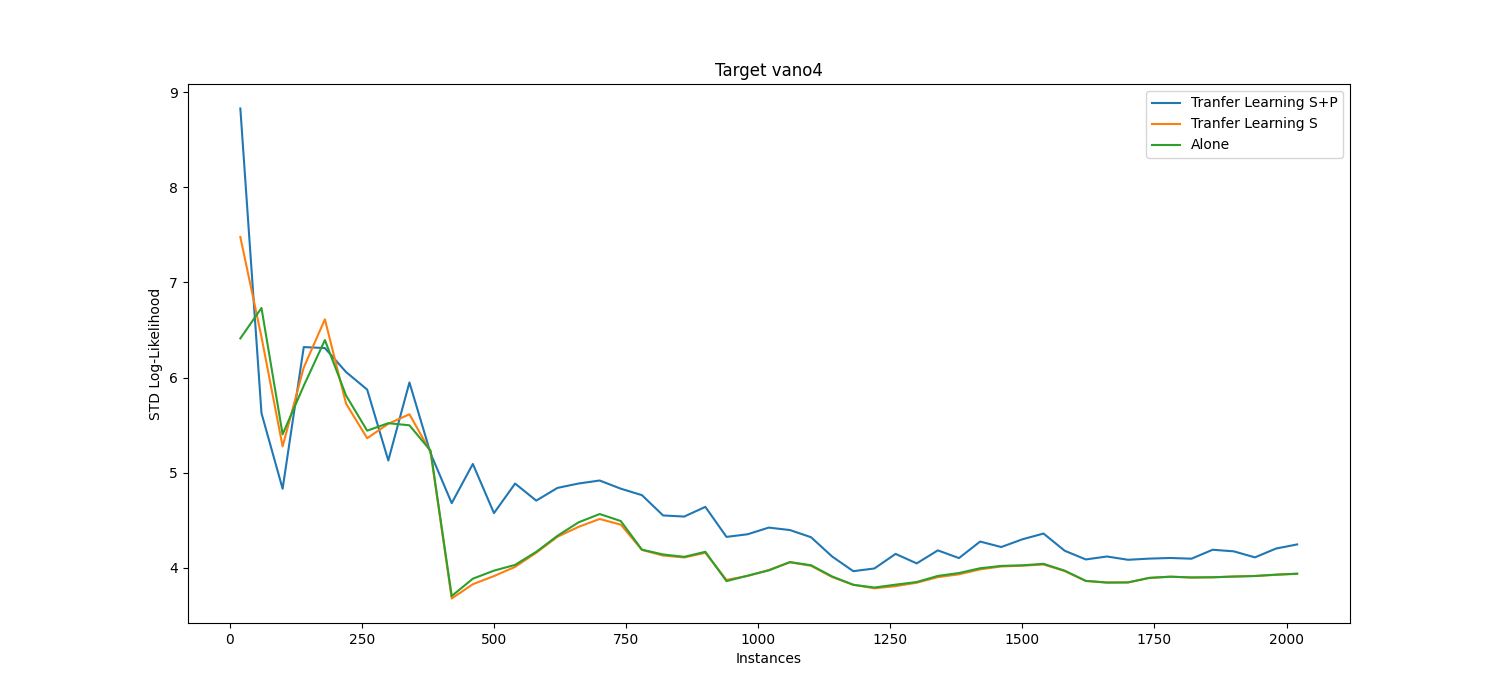 Target vano4
Tranfer Learning S+P
Tranfer Learning S
Alone
STD Log-Likelihood
9
8
7
6
5
4
0 250 500 750 1000 1250 1500 1750 2000
Instances